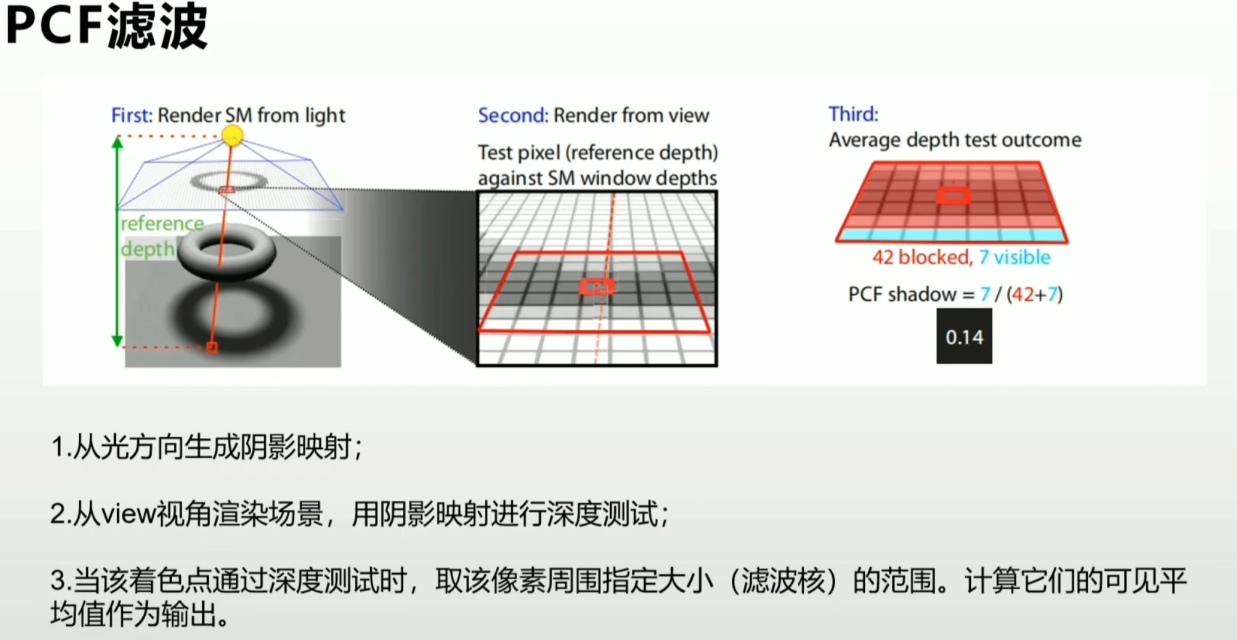 PCF滤波
First: Render SM from light
reference
depth
Second: Render from view
Test pixel (reference depth)
against SM window depths
Third:
Average depth test outcome
42 blocked, 7 visible
PCF shadow = 7 / (42+7)
0.14
1.从光方向生成阴影映射；
2.从view视角渲染场景，用阴影映射进行深度测试；
3.当该着色点通过深度测试时，取该像素周围指定大小（滤波核）的范围。计算它们的可见平
均值作为输出。